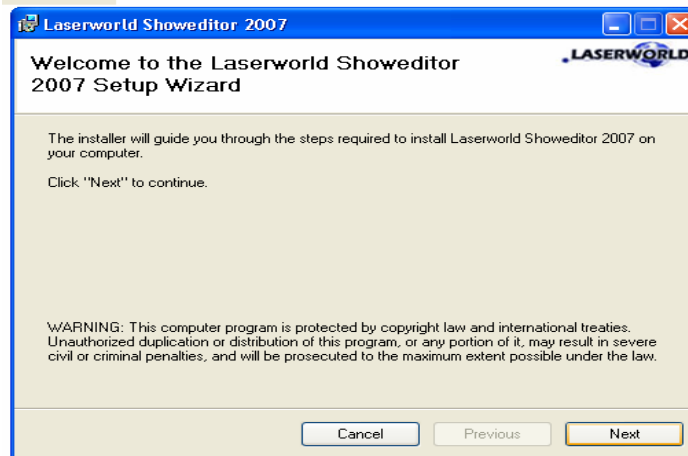 Laserworld Showeditor 2007
Welcome to the Laserworld Showeditor
2007 Setup Wizard
LASERWORLD
The installer will guide you through the steps required to install Laserworld Showeditor 2007 on
your computer.
Click "Next" to continue.
WARNING: This computer program is protected by copyright law and international treaties.
Unauthorized duplication or distribution of this program, or any portion of it, may result in severe
civil or criminal penalties, and will be prosecuted to the maximum extent possible under the law.
Cancel Previous Next